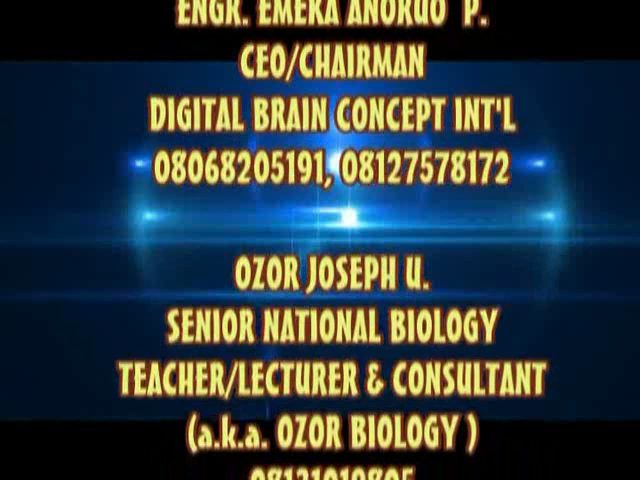 ENGR. EMEKA ANORUO P.
CEO/CHAIRMAN
DIGITAL BRAIN CONCEPT INT'L
08068205191, 08127578172
OZOR JOSEPH U.
SENIOR NATIONAL BIOLOGY
TEACHER/LECTURER & CONSULTANT
(a.k.a. OZOR BIOLOGY )